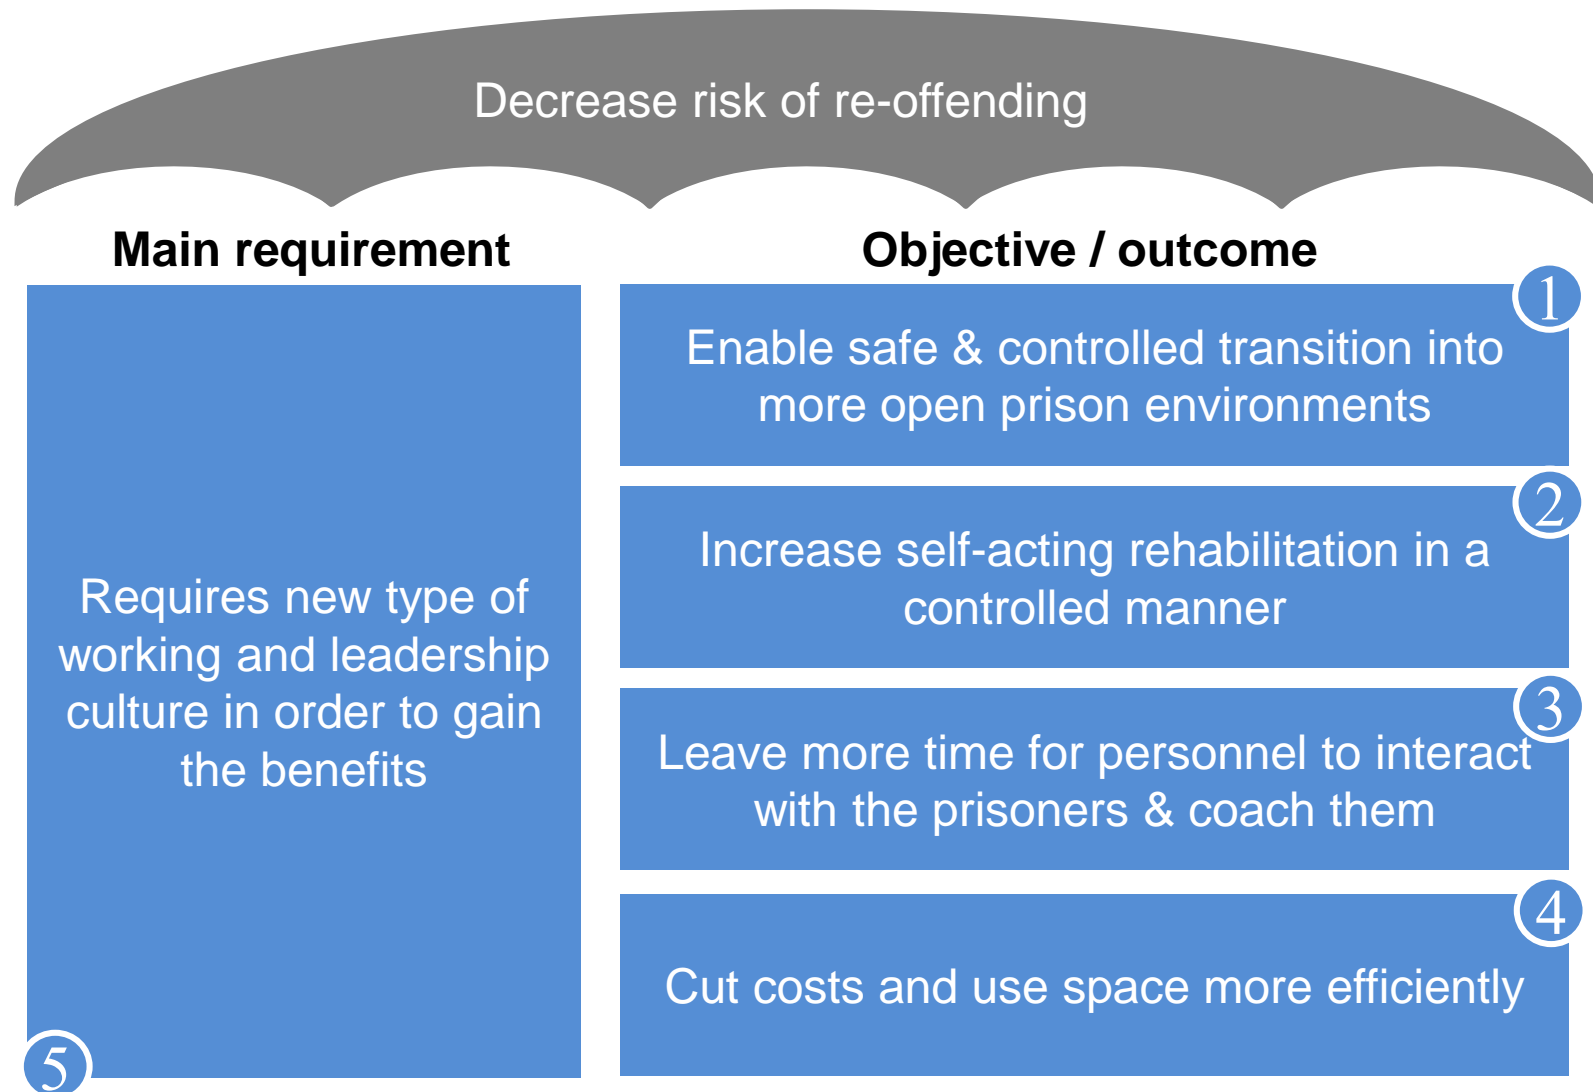 Decrease risk of re-offending
Main requirement
Objective / outcome
1
Enable safe & controlled transition into
more open prison environments
2
Increase self-acting rehabilitation in a
controlled manner
3
Leave more time for personnel to interact
with the prisoners & coach them
4
Cut costs and use space more efficiently
Requires new type of
working and leadership
culture in order to gain
the benefits
5